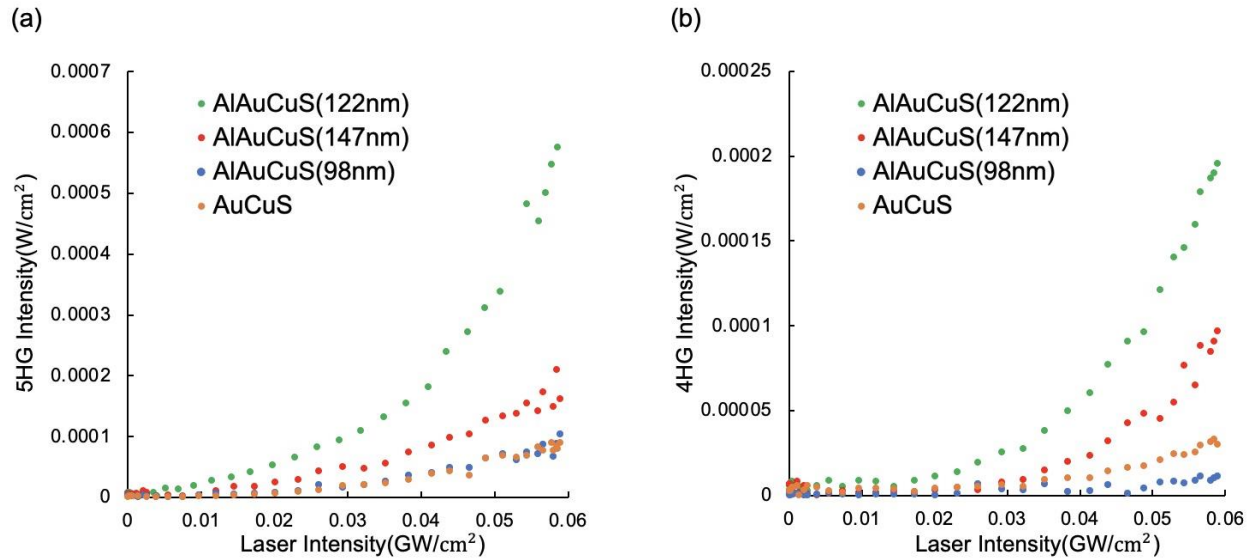 (a)
5HG Intensity(W/cm²)
0.0007
0.0006
0.0005
0.0004
0.0003
0.0002
0.0001
0
AlAuCuS(122nm)
AlAuCuS(147nm)
AlAuCuS(98nm)
AuCuS
0 0.01 0.02 0.03 0.04 0.05 0.06
Laser Intensity(GW/cm²)
(b)
4HG Intensity(W/cm²)
0.00025
0.0002
0.00015
0.0001
0.00005
0
AlAuCuS(122nm)
AlAuCuS(147nm)
AlAuCuS(98nm)
AuCuS
0 0.01 0.02 0.03 0.04 0.05 0.06
Laser Intensity(GW/cm²)